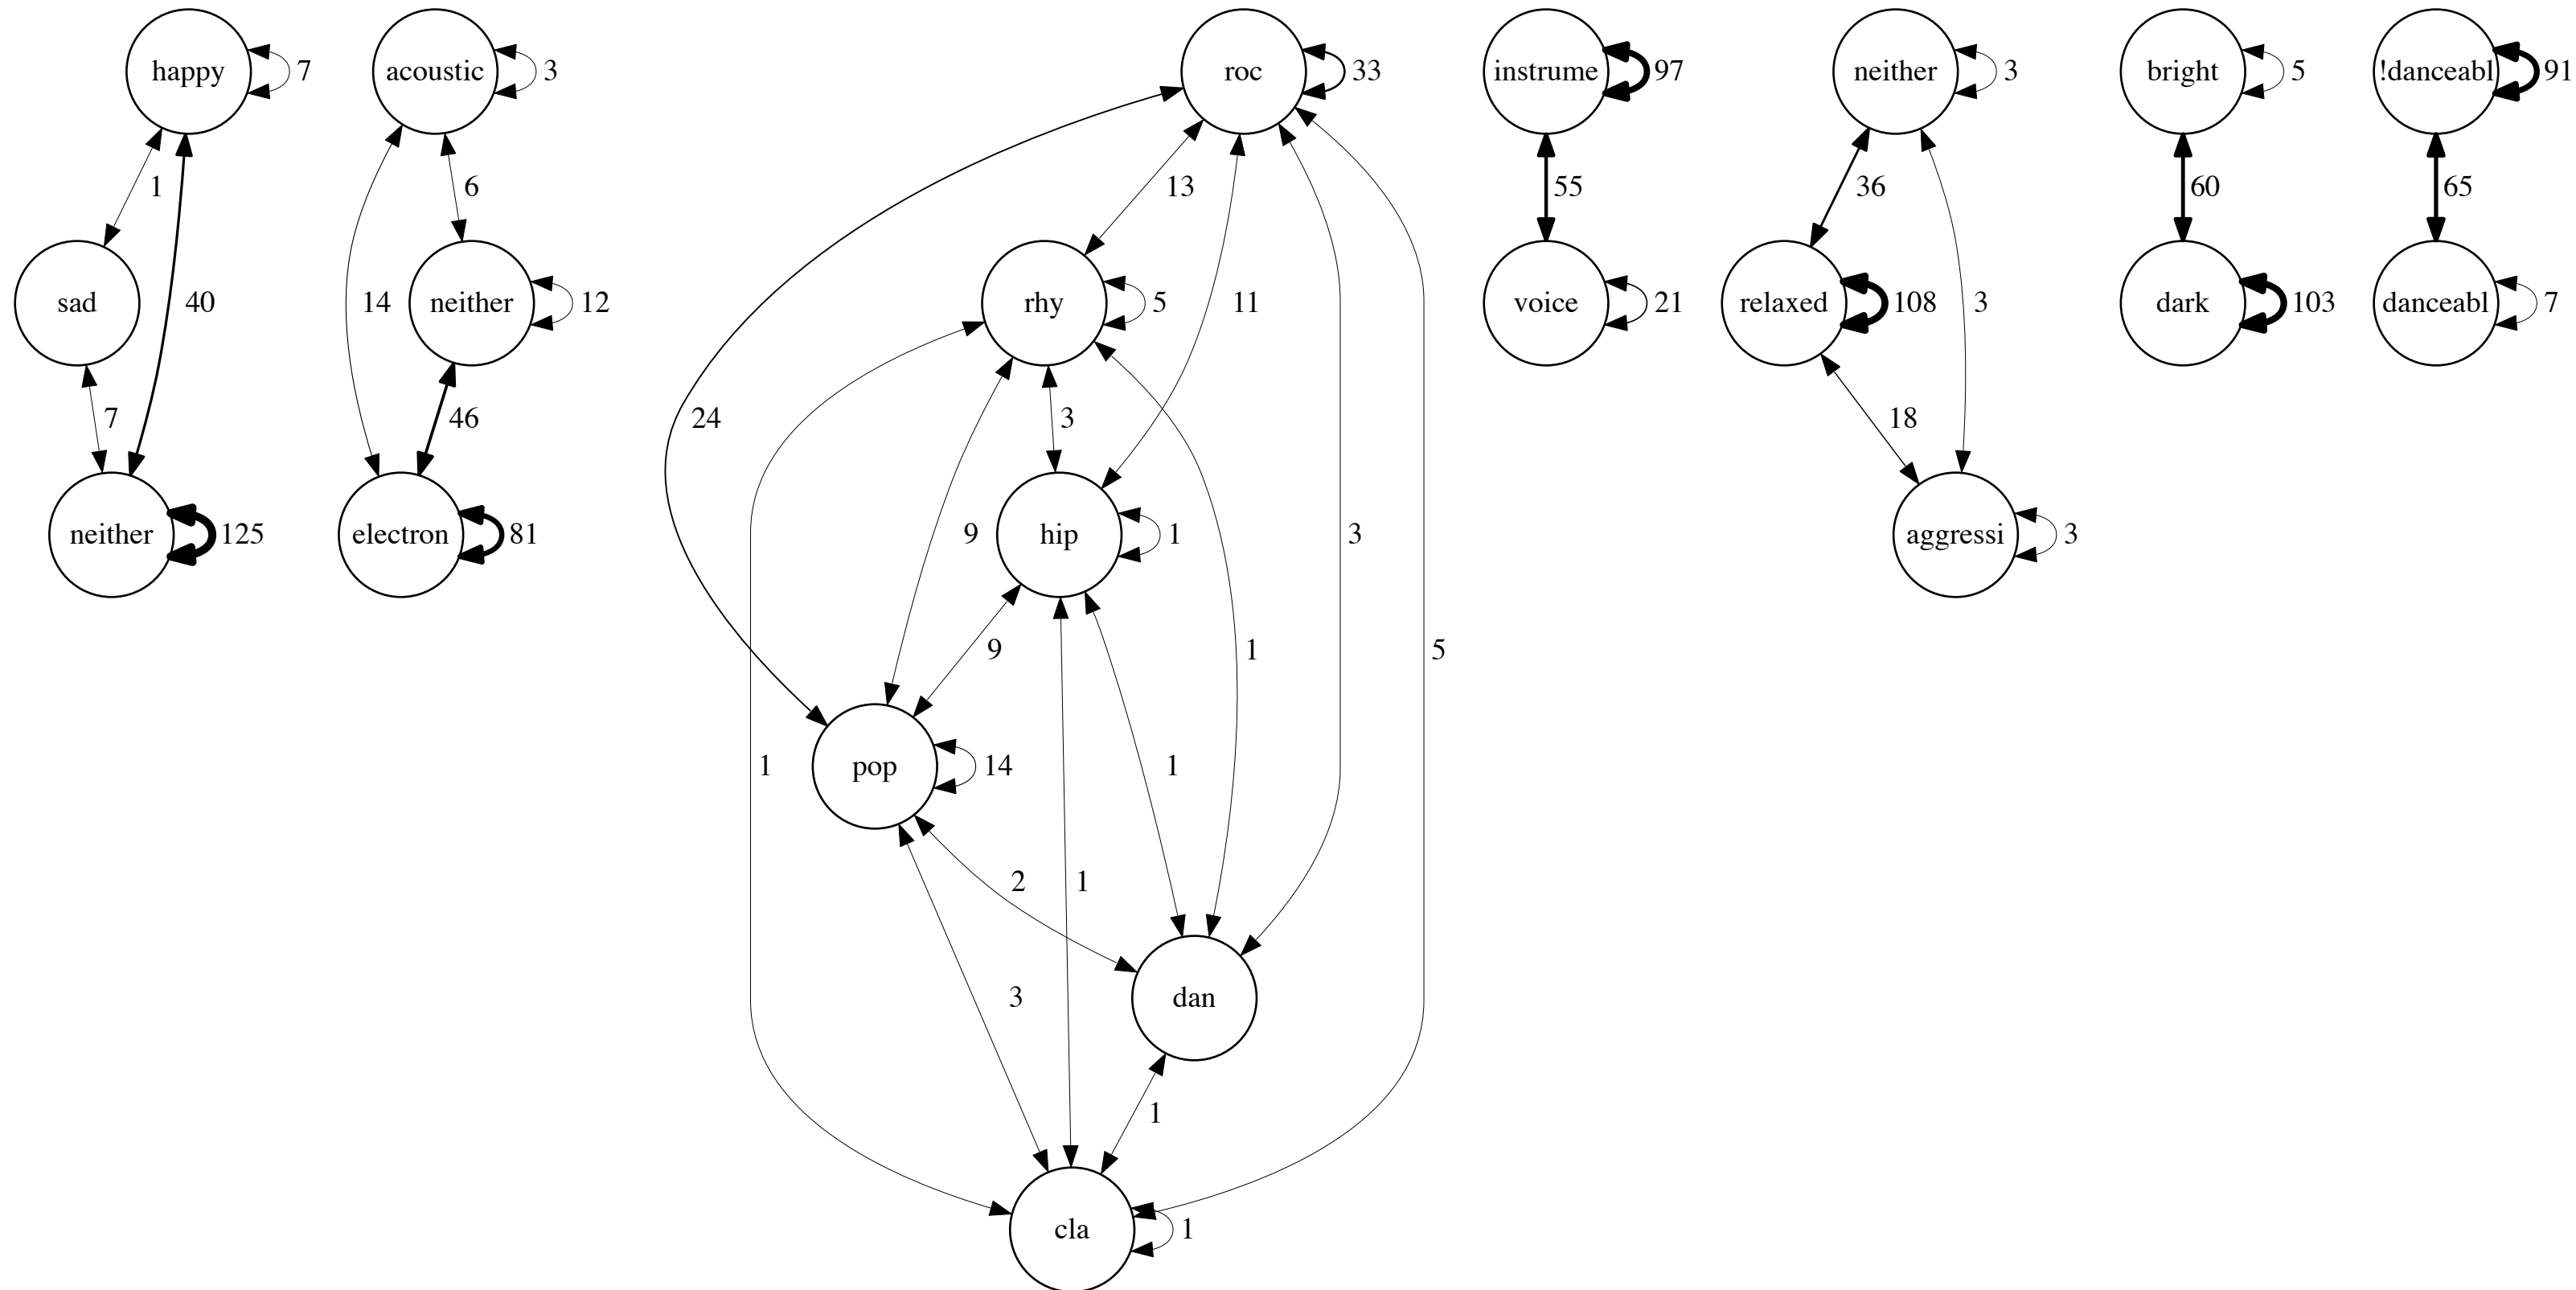 happy 7 acoustic 3 roc 33 instrume 97 neither 3 bright 5 !danceabl 91
1 6 13 55 36 60 65
sad 40 14 neither 12 rhy 5 11 voice 21 relaxed 108 3 dark 103 danceabl 7
7 46 24 3 18
neither 125 electron 81 9 hip 1 3 aggressi 3
9 1 5
1 pop 14 1
2 1
3 dan
1
cla 1